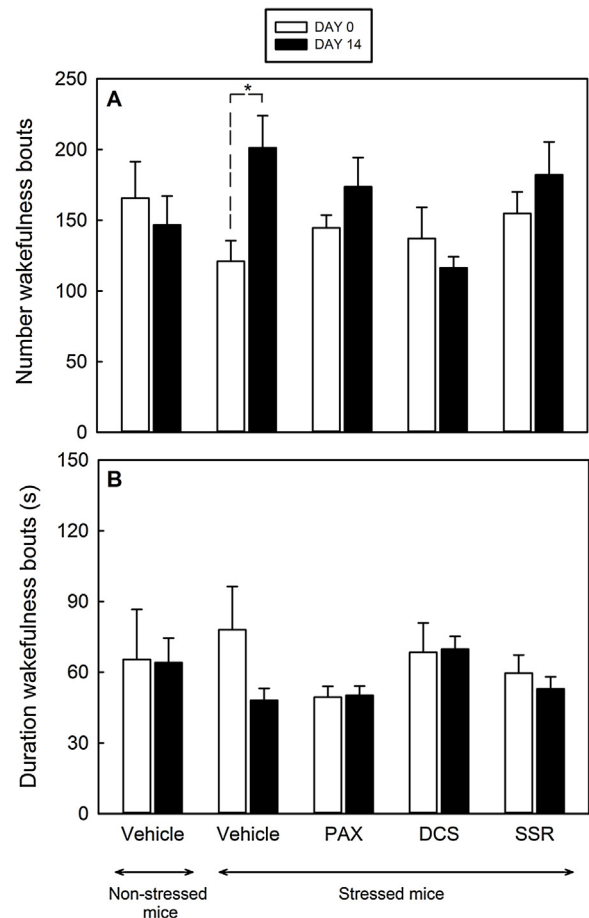 DAY 0
DAY 14
A
Number wakefulness bouts
250
200
150
100
50
0
*
B
Duration wakefulness bouts (s)
150
120
90
60
30
0
Vehicle Vehicle PAX DCS SSR
Non-stressed mice
Stressed mice